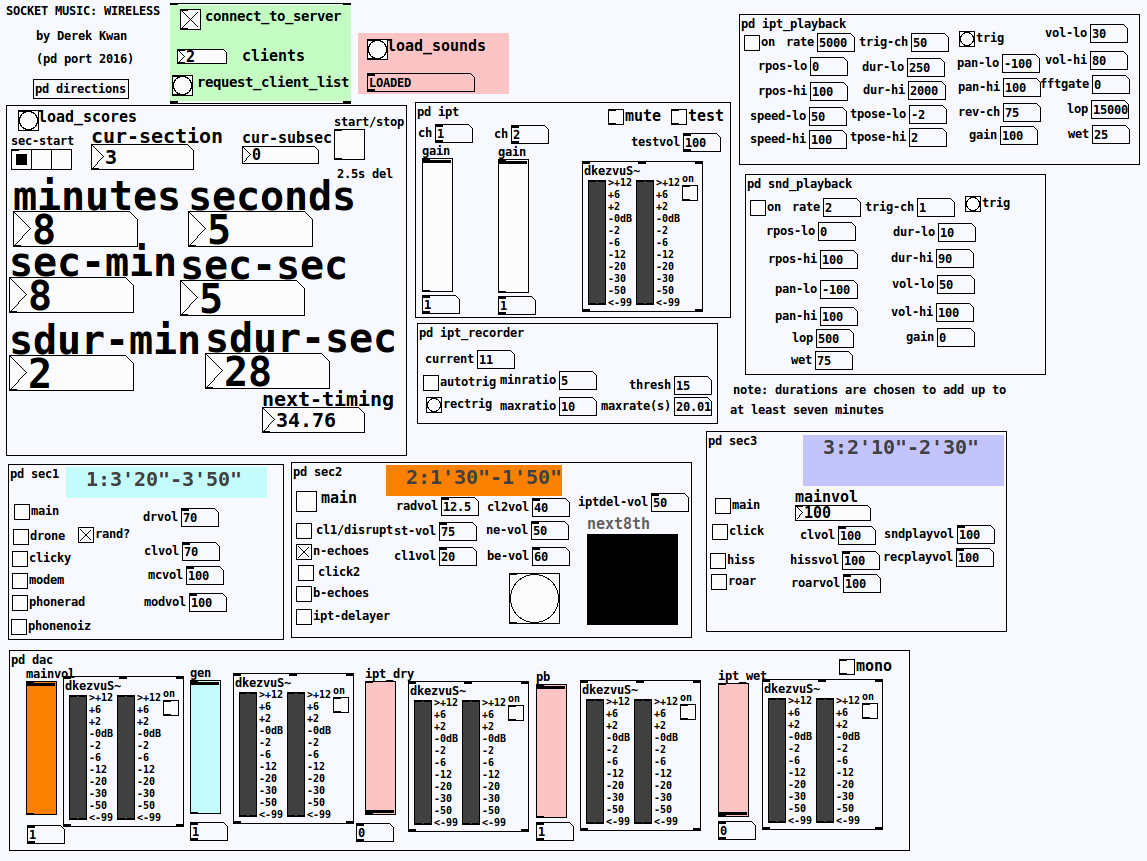 SOCKET MUSIC: WIRELESS
by Derek Kwan
(pd port 2016)
pd directions
connect_to_server
2 clients
request_client_list
load_sounds
LOADED
load_scores
sec-start
cur-section
3
cur-subsec
0
start/stop
2.5s del
minutes seconds
8 5
sec-min sec-sec
8 5
sdur-min sdur-sec
2 28
next-timing
34.76
pd ipt
mute test
ch 1 ch 2
testvol 100
gain gain
dkezvuS~
>+12 >+12 on
+6 +6
+2 +2
-0dB -0dB
-2 -2
-6 -6
-12 -12
-20 -20
-30 -30
-50 -50
<-99 <-99
1 1
pd ipt_recorder
current 11
autotrig minratio 5 thresh 15
rectrig maxratio 10 maxrate(s) 20.01
pd ipt_playback
on rate 5000 trig-ch 50 trig vol-lo 30
rpos-lo 0 dur-lo 250 pan-lo -100 vol-hi 80
rpos-hi 100 dur-hi 2000 pan-hi 100 fftgate 0
speed-lo 50 tpose-lo -2 rev-ch 75 lop 15000
speed-hi 100 tpose-hi 2 gain 100 wet 25
pd snd_playback
on rate 2 trig-ch 1 trig
rpos-lo 0 dur-lo 10
rpos-hi 100 dur-hi 90
pan-lo -100 vol-lo 50
pan-hi 100 vol-hi 100
lop 500 gain 0
wet 75
note: durations are chosen to add up to
at least seven minutes
pd sec1
1:3'20"-3'50"
main
drvol 70
drone rand?
clicky clvol 70
modem mcvol 100
phonerad modvol 100
phonenoiz
pd sec2
2:1'30"-1'50"
main radvol 12.5 cl2vol 40 iptdel-vol 50
cl1/disrupt st-vol 75 ne-vol 50 next8th
n-echoes cl1vol 20 be-vol 60
click2
b-echoes
ipt-delayer
pd sec3
3:2'10"-2'30"
main mainvol
100
click clvol 100 sndplayvol 100
hiss hissvol 100 recplayvol 100
roar roarvol 100
pd dac
mono
mainvol gen ipt_dry pb ipt_wet
dkezvuS~ dkezvuS~ dkezvuS~ dkezvuS~ dkezvuS~
>+12 >+12 on >+12 >+12 on >+12 >+12 on >+12 >+12 on >+12 >+12 on
+6 +6 +6 +6 +6 +6 +6 +6 +6 +6
+2 +2 +2 +2 +2 +2 +2 +2 +2 +2
-0dB -0dB -0dB -0dB -0dB -0dB -0dB -0dB -0dB -0dB
-2 -2 -2 -2 -2 -2 -2 -2 -2 -2
-6 -6 -6 -6 -6 -6 -6 -6 -6 -6
-12 -12 -12 -12 -12 -12 -12 -12 -12 -12
-20 -20 -20 -20 -20 -20 -20 -20 -20 -20
-30 -30 -30 -30 -30 -30 -30 -30 -30 -30
-50 -50 -50 -50 -50 -50 -50 -50 -50 -50
<-99 <-99 <-99 <-99 <-99 <-99 <-99 <-99 <-99 <-99
1 1 0 1 0